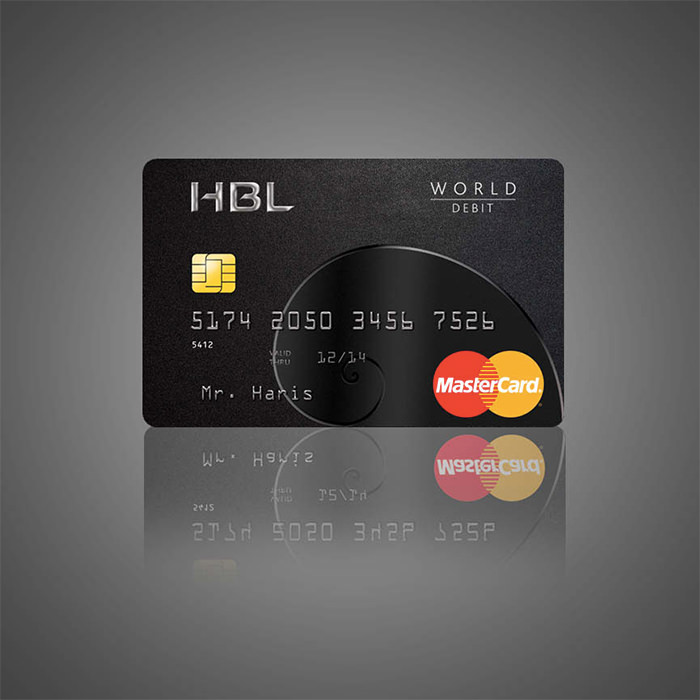 HBL
WORLD
DEBIT
5174 2050 3456 7526
5412
VALID
THRU
12/14
Mr. Haris
MasterCard.